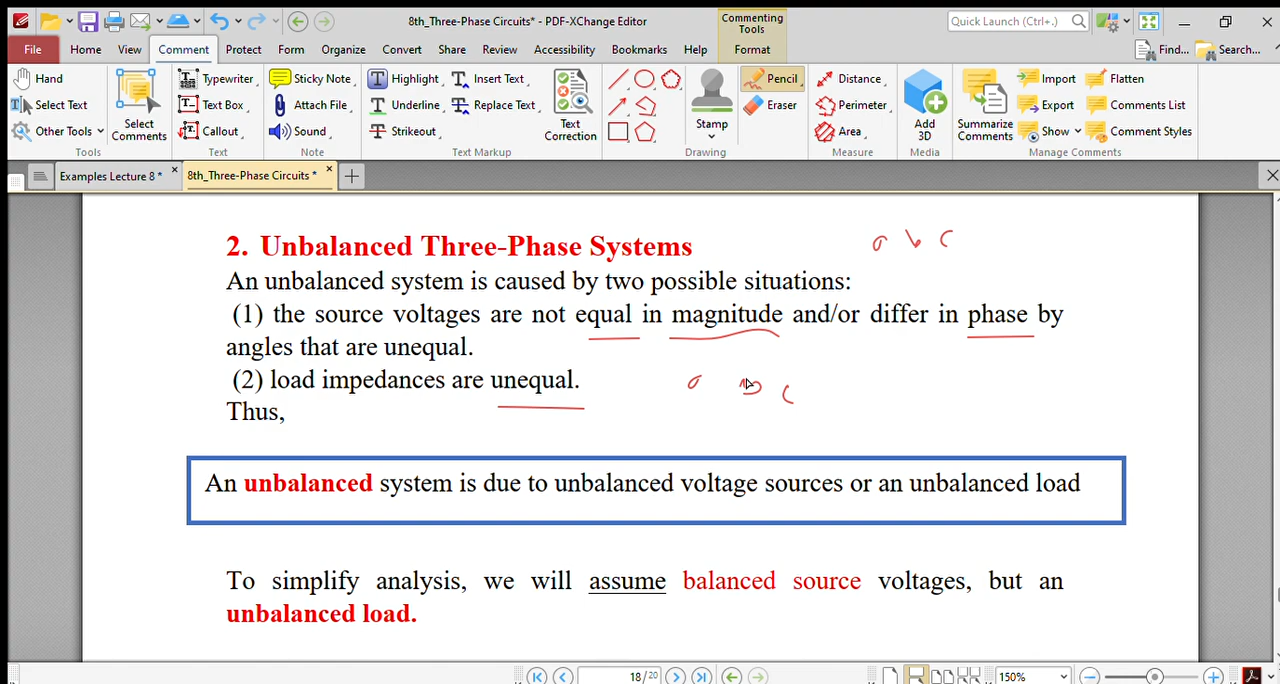 8th_Three-Phase Circuits* - PDF-XChange Editor
Commenting Tools
Quick Launch (Ctrl+.)
File Home View Comment Protect Form Organize Convert Share Review Accessibility Bookmarks Help Format Find... Search...
Hand
Select Text
Other Tools
Select Comments
Tools
Typewriter
Text Box
Callout
Text
Sticky Note
Attach File
Sound
Note
Highlight
Underline
Strikeout
Insert Text
Replace Text
Text Correction
Text Markup
Stamp
Pencil
Eraser
Drawing
Distance
Perimeter
Area
Measure
Add 3D
Media
Summarize Comments
Import
Export
Show
Flatten
Comments List
Comment Styles
Manage Comments
Examples Lecture 8 *
8th_Three-Phase Circuits *
2. Unbalanced Three-Phase Systems
a b c
An unbalanced system is caused by two possible situations:
(1) the source voltages are not equal in magnitude and/or differ in phase by
angles that are unequal.
(2) load impedances are unequal.
a b c
Thus,
An unbalanced system is due to unbalanced voltage sources or an unbalanced load
To simplify analysis, we will assume balanced source voltages, but an
unbalanced load.
18/20
150%